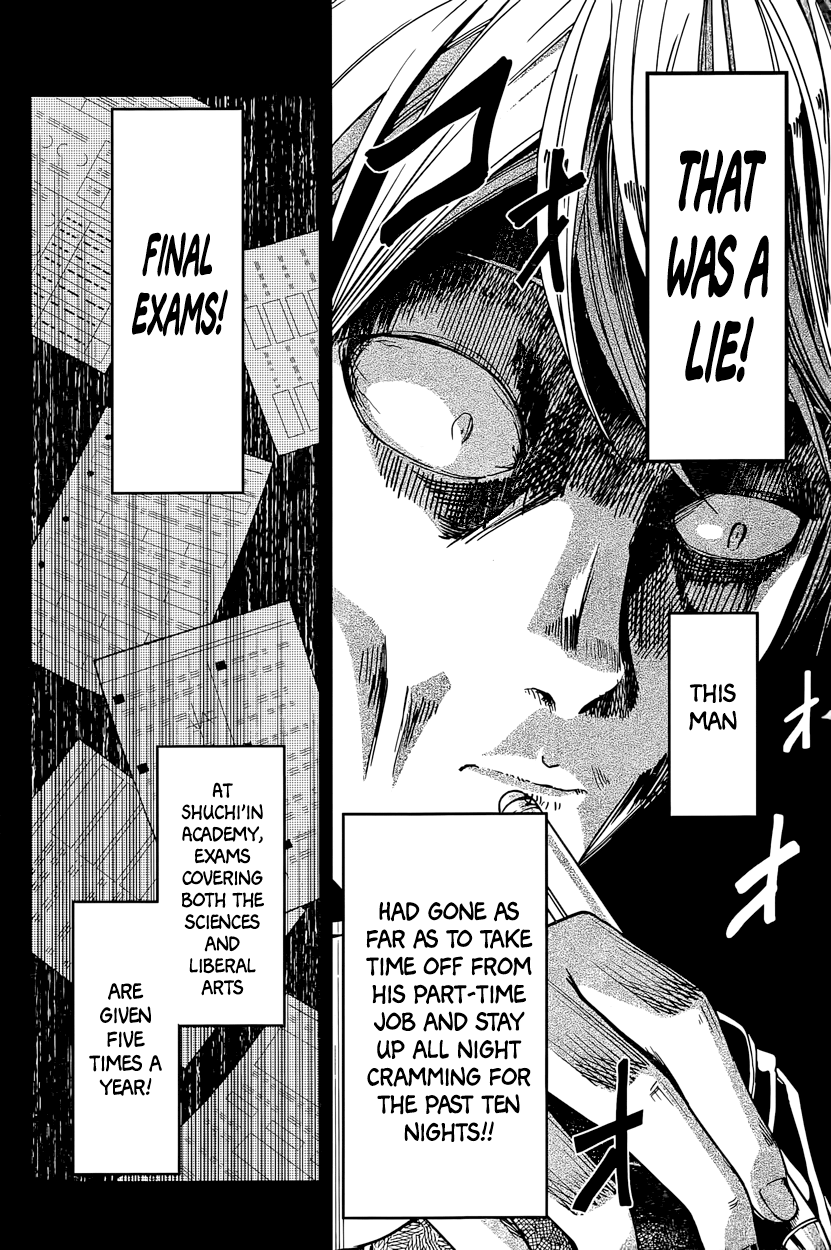 THAT
WAS A
LIE!
THIS
MAN
HAD GONE AS
FAR AS TO TAKE
TIME OFF FROM
HIS PART-TIME
JOB AND STAY
UP ALL NIGHT
CRAMMING FOR
THE PAST TEN
NIGHTS!!
FINAL
EXAMS!
AT
SHUCHI'IN
ACADEMY,
EXAMS
COVERING
BOTH THE
SCIENCES
AND
LIBERAL
ARTS
ARE
GIVEN
FIVE
TIMES A
YEAR!